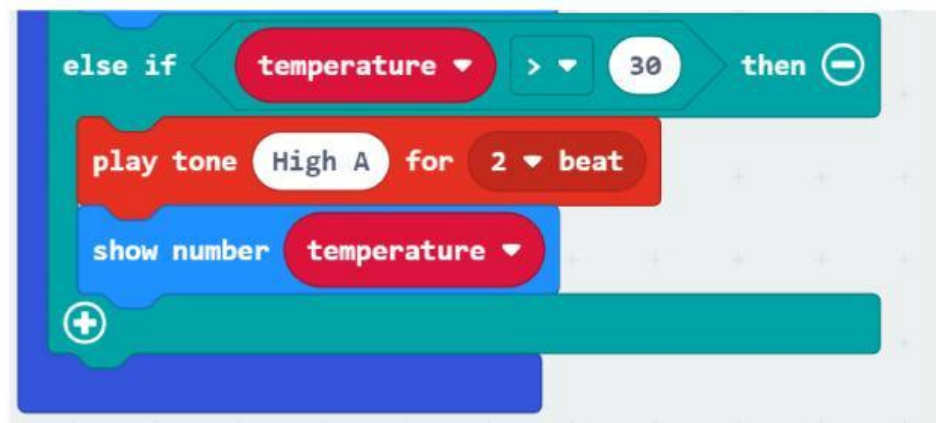 else if temperature > 30 then
play tone High A for 2 beat
show number temperature